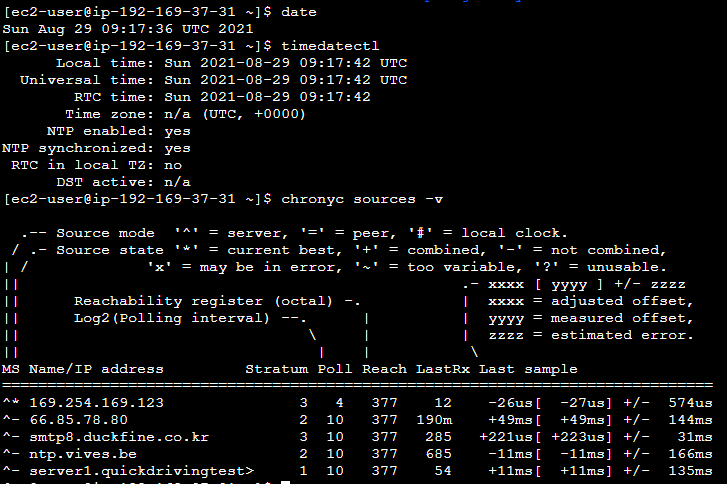 [ec2-user@ip-192-169-37-31 ~]$ date
Sun Aug 29 09:17:36 UTC 2021
[ec2-user@ip-192-169-37-31 ~]$ timedatectl
      Local time: Sun 2021-08-29 09:17:42 UTC
  Universal time: Sun 2021-08-29 09:17:42 UTC
        RTC time: Sun 2021-08-29 09:17:42
       Time zone: n/a (UTC, +0000)
     NTP enabled: yes
NTP synchronized: yes
 RTC in local TZ: no
      DST active: n/a
[ec2-user@ip-192-169-37-31 ~]$ chronyc sources -v

  .-- Source mode  '^' = server, '=' = peer, '#' = local clock.
 / .- Source state '*' = current best, '+' = combined, '-' = not combined,
| /             'x' = may be in error, '~' = too variable, '?' = unusable.
||                                                 .- xxxx [ yyyy ] +/- zzzz
||      Reachability register (octal) -.           |  xxxx = adjusted offset,
||      Log2(Polling interval) --.      |          |  yyyy = measured offset,
||                                \     |          |  zzzz = estimated error.
||                                 |    |           \
MS Name/IP address         Stratum Poll Reach LastRx Last sample
===============================================================================
^* 169.254.169.123               3   4   377    12    -26us[  -27us] +/-  574us
^- 66.85.78.80                   2  10   377  190m    +49ms[  +49ms] +/-  144ms
^- smtp8.duckfine.co.kr          3  10   377   285   +221us[ +223us] +/-   31ms
^- ntp.vives.be                  2  10   377   685    -11ms[  -11ms] +/-  166ms
^- server1.quickdrivingtest>     1  10   377    54    +11ms[  +11ms] +/-  135ms